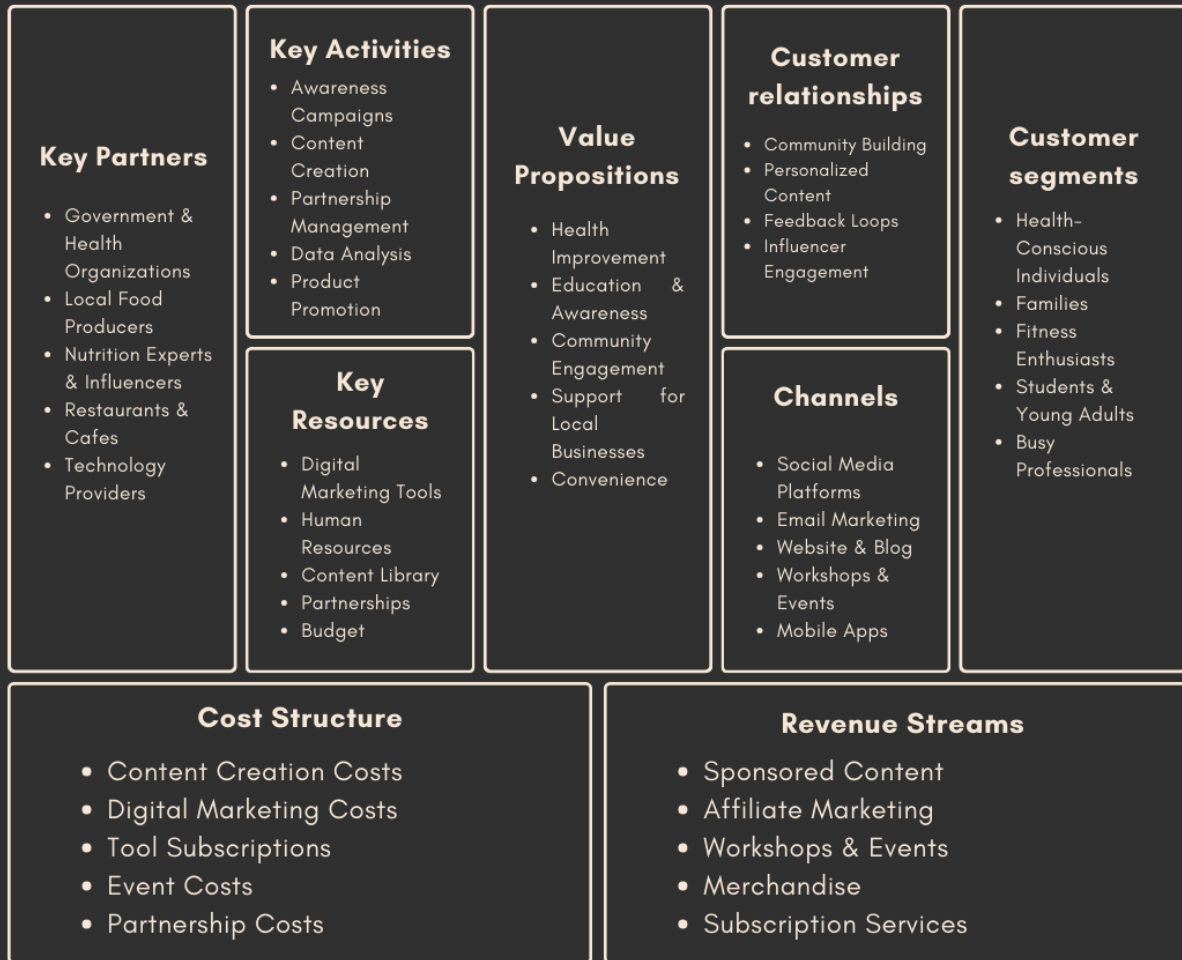 Key Partners
• Government &
Health
Organizations
• Local Food
Producers
• Nutrition Experts
& Influencers
• Restaurants &
Cafes
• Technology
Providers
Key Activities
• Awareness
Campaigns
• Content
Creation
• Partnership
Management
• Data Analysis
• Product
Promotion
Key
Resources
• Digital
Marketing Tools
• Human
Resources
• Content Library
• Partnerships
• Budget
Value
Propositions
• Health
Improvement
• Education &
Awareness
• Community
Engagement
• Support for
Local
Businesses
• Convenience
Customer
relationships
• Community Building
• Personalized
Content
• Feedback Loops
• Influencer
Engagement
Channels
• Social Media
Platforms
• Email Marketing
• Website & Blog
• Workshops &
Events
• Mobile Apps
Customer
segments
• Health-
Conscious
Individuals
• Families
• Fitness
Enthusiasts
• Students &
Young Adults
• Busy
Professionals
Cost Structure
• Content Creation Costs
• Digital Marketing Costs
• Tool Subscriptions
• Event Costs
• Partnership Costs
Revenue Streams
• Sponsored Content
• Affiliate Marketing
• Workshops & Events
• Merchandise
• Subscription Services